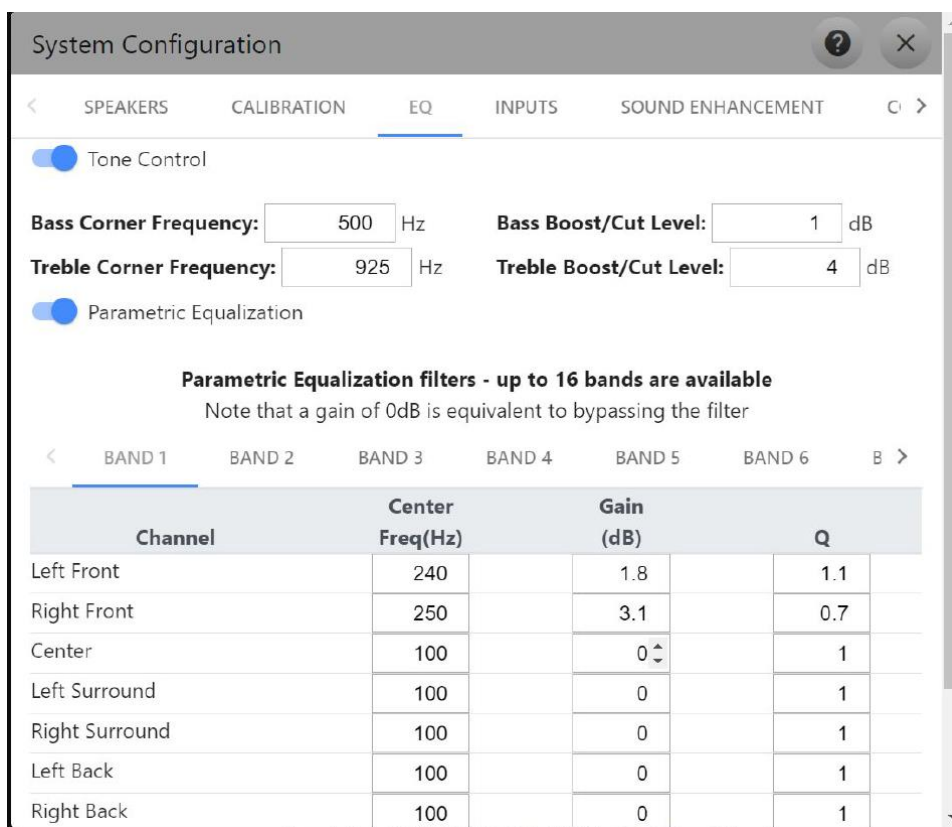 System Configuration ?
SPEAKERS CALIBRATION EQ INPUTS SOUND ENHANCEMENT
Tone Control
Bass Corner Frequency: 500 Hz Bass Boost/Cut Level: 1 dB
Treble Corner Frequency: 925 Hz Treble Boost/Cut Level: 4 dB
Parametric Equalization
Parametric Equalization filters - up to 16 bands are available
Note that a gain of 0dB is equivalent to bypassing the filter
BAND 1 BAND 2 BAND 3 BAND 4 BAND 5 BAND 6 B
Center Gain
Channel Freq(Hz) (dB) Q
Left Front 240 1.8 1.1
Right Front 250 3.1 0.7
Center 100 0 1
Left Surround 100 0 1
Right Surround 100 0 1
Left Back 100 0 1
Right Back 100 0 1